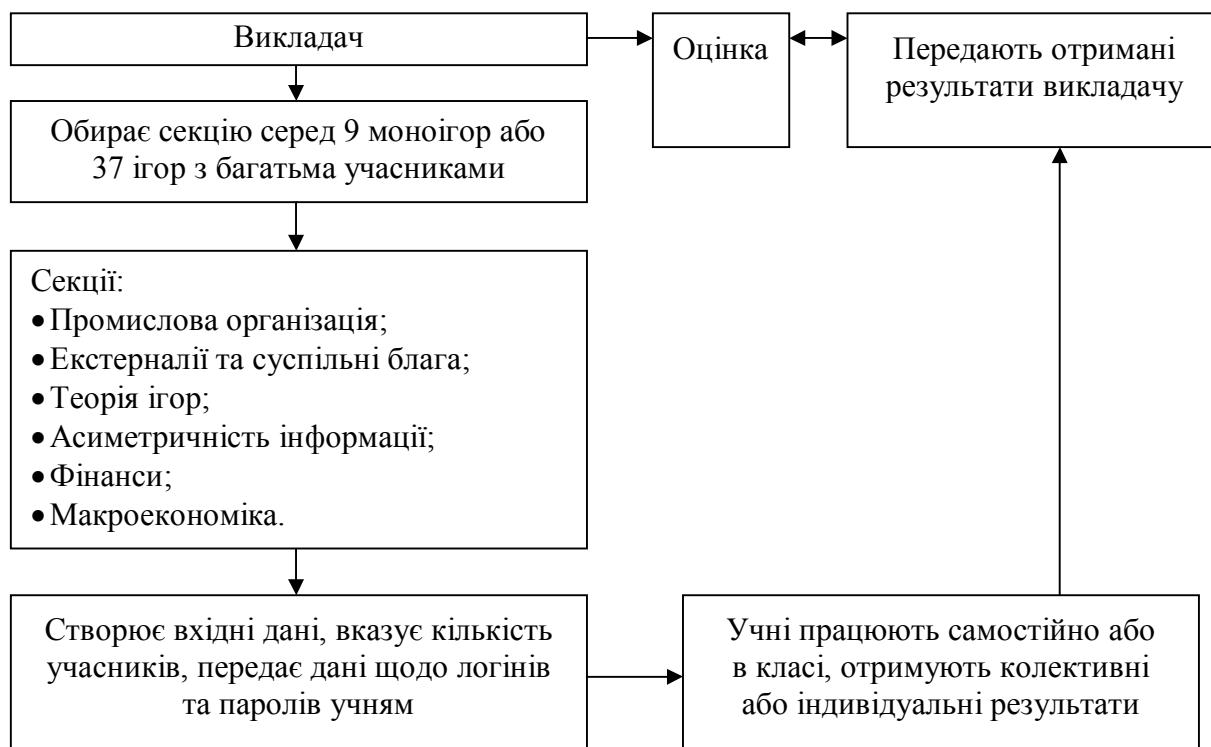 Викладач
Оцінка
Передають отримані
результати викладачу
Обирає секцію серед 9 моноігор або
37 ігор з багатьма учасниками
Секції:
• Промислова організація;
• Екстерналії та суспільні блага;
• Теорія ігор;
• Асиметричність інформації;
• Фінанси;
• Макроекономіка.
Створює вхідні дані, вказує кількість
учасників, передає дані щодо логінів
та паролів учням
Учні працюють самостійно або
в класі, отримують колективні
або індивідуальні результати